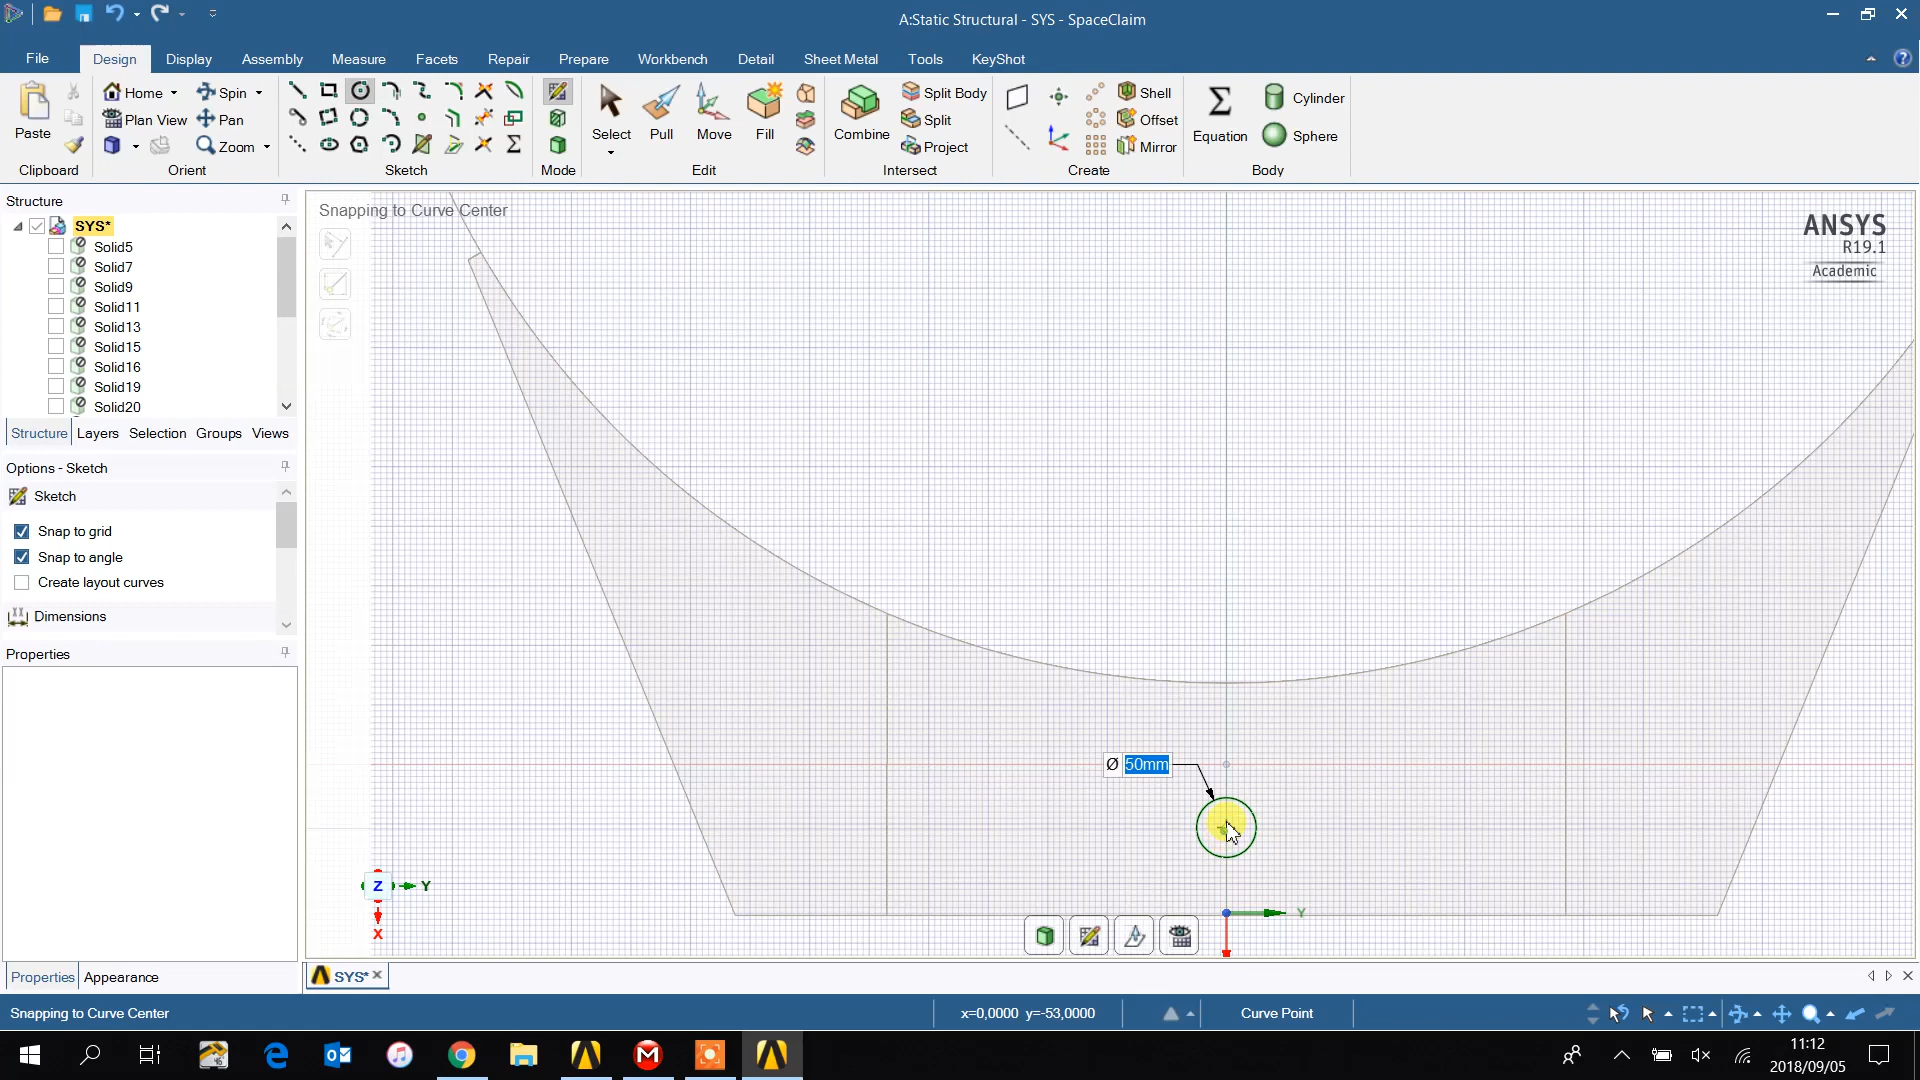 A:Static Structural - SYS - SpaceClaim
File
Design
Display
Assembly
Measure
Facets
Repair
Prepare
Workbench
Detail
Sheet Metal
Tools
KeyShot
Paste
Clipboard
Home
Spin
Plan View
Pan
Zoom
Orient
Sketch
Mode
Select
Pull
Move
Fill
Edit
Combine
Split Body
Split
Project
Intersect
Shell
Offset
Mirror
Create
Equation
Cylinder
Sphere
Body
Structure
SYS*
Solid5
Solid7
Solid9
Solid11
Solid13
Solid15
Solid16
Solid19
Solid20
Structure
Layers
Selection
Groups
Views
Options - Sketch
Sketch
Snap to grid
Snap to angle
Create layout curves
Dimensions
Properties
Properties
Appearance
Snapping to Curve Center
ANSYS
R19.1
Academic
Ø 50mm
Z
Y
X
Y
SYS*
Snapping to Curve Center
x=0,0000 y=-53,0000
Curve Point
11:12
2018/09/05